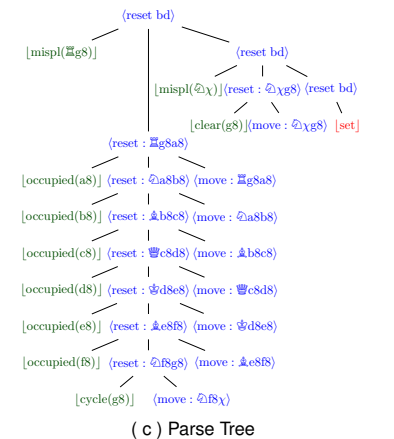 ⟨reset bd⟩
⌊mispl(♖g8)⌋ ⟨reset bd⟩
⌊mispl(♘χ)⌋ ⟨reset : ♘χg8⟩ ⟨reset bd⟩
⌊clear(g8)⌋ ⟨move : ♘χg8⟩ ⌊set⌋
⟨reset : ♖g8a8⟩
⌊occupied(a8)⌋ ⟨reset : ♘a8b8⟩ ⟨move : ♖g8a8⟩
⌊occupied(b8)⌋ ⟨reset : ♗b8c8⟩ ⟨move : ♘a8b8⟩
⌊occupied(c8)⌋ ⟨reset : ♕c8d8⟩ ⟨move : ♗b8c8⟩
⌊occupied(d8)⌋ ⟨reset : ♔d8e8⟩ ⟨move : ♕c8d8⟩
⌊occupied(e8)⌋ ⟨reset : ♗e8f8⟩ ⟨move : ♔d8e8⟩
⌊occupied(f8)⌋ ⟨reset : ♘f8g8⟩ ⟨move : ♗e8f8⟩
⌊cycle(g8)⌋ ⟨move : ♘f8χ⟩
( c ) Parse Tree